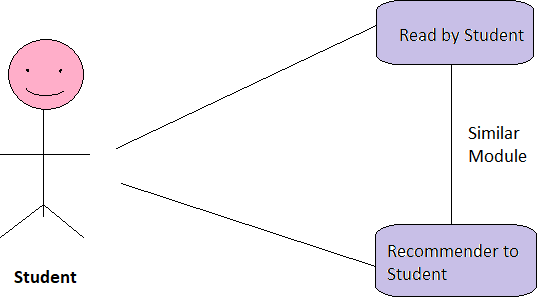 Read by Student
Similar
Module
Recommender to
Student
Student